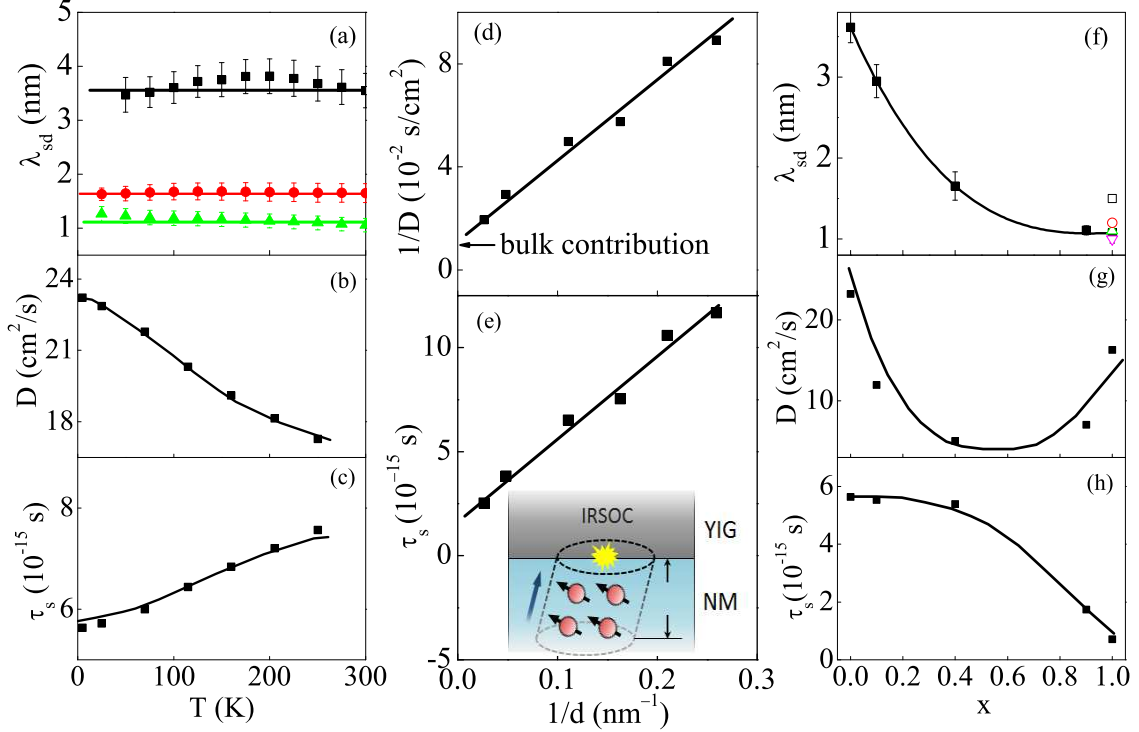 5
4
3
2
1
λsd (nm)
(a)
24
21
18
D (cm²/s)
(b)
8
6
τs (10⁻¹⁵ s)
(c)
0 100 200 300
T (K)
8
4
0
1/D (10⁻² s/cm²)
(d)
bulk contribution
10
5
0
-5
τs (10⁻¹⁵ s)
(e)
IRSOC
YIG
NM
0.0 0.1 0.2 0.3
1/d (nm⁻¹)
3
2
1
λsd (nm)
(f)
20
10
D (cm²/s)
(g)
6
4
2
0
τs (10⁻¹⁵ s)
(h)
0.0 0.2 0.4 0.6 0.8 1.0
x